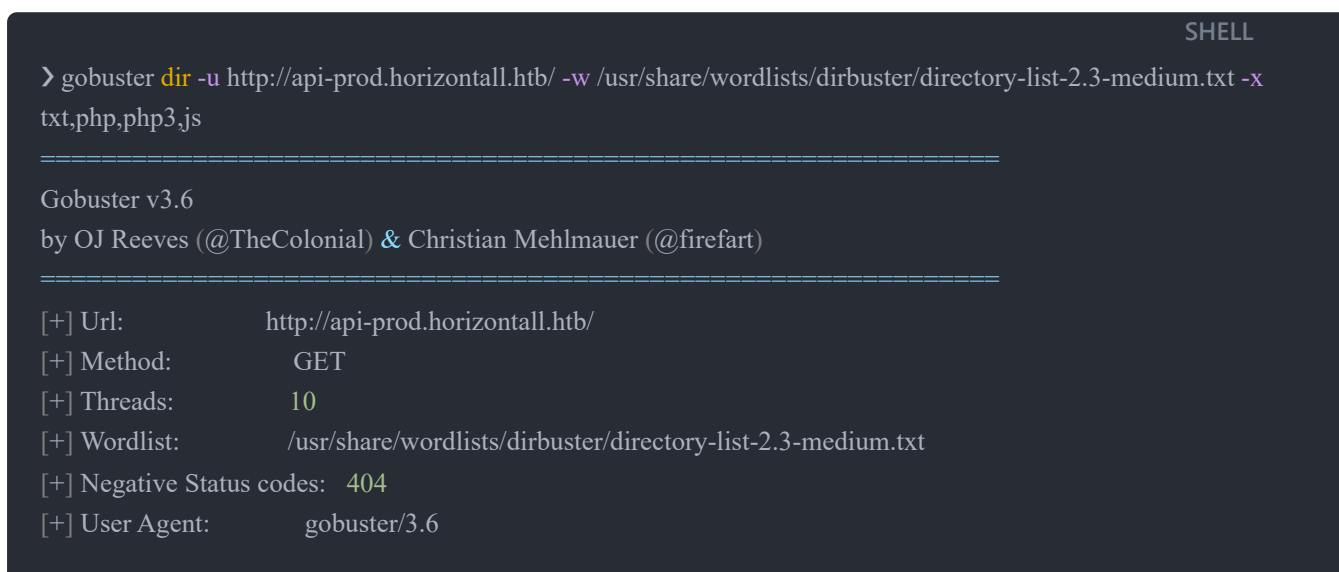 SHELL
❯ gobuster dir -u http://api-prod.horizontall.htb/ -w /usr/share/wordlists/dirbuster/directory-list-2.3-medium.txt -x
txt,php,php3,js
===============================================================
Gobuster v3.6
by OJ Reeves (@TheColonial) & Christian Mehlmauer (@firefart)
===============================================================
[+] Url: http://api-prod.horizontall.htb/
[+] Method: GET
[+] Threads: 10
[+] Wordlist: /usr/share/wordlists/dirbuster/directory-list-2.3-medium.txt
[+] Negative Status codes: 404
[+] User Agent: gobuster/3.6